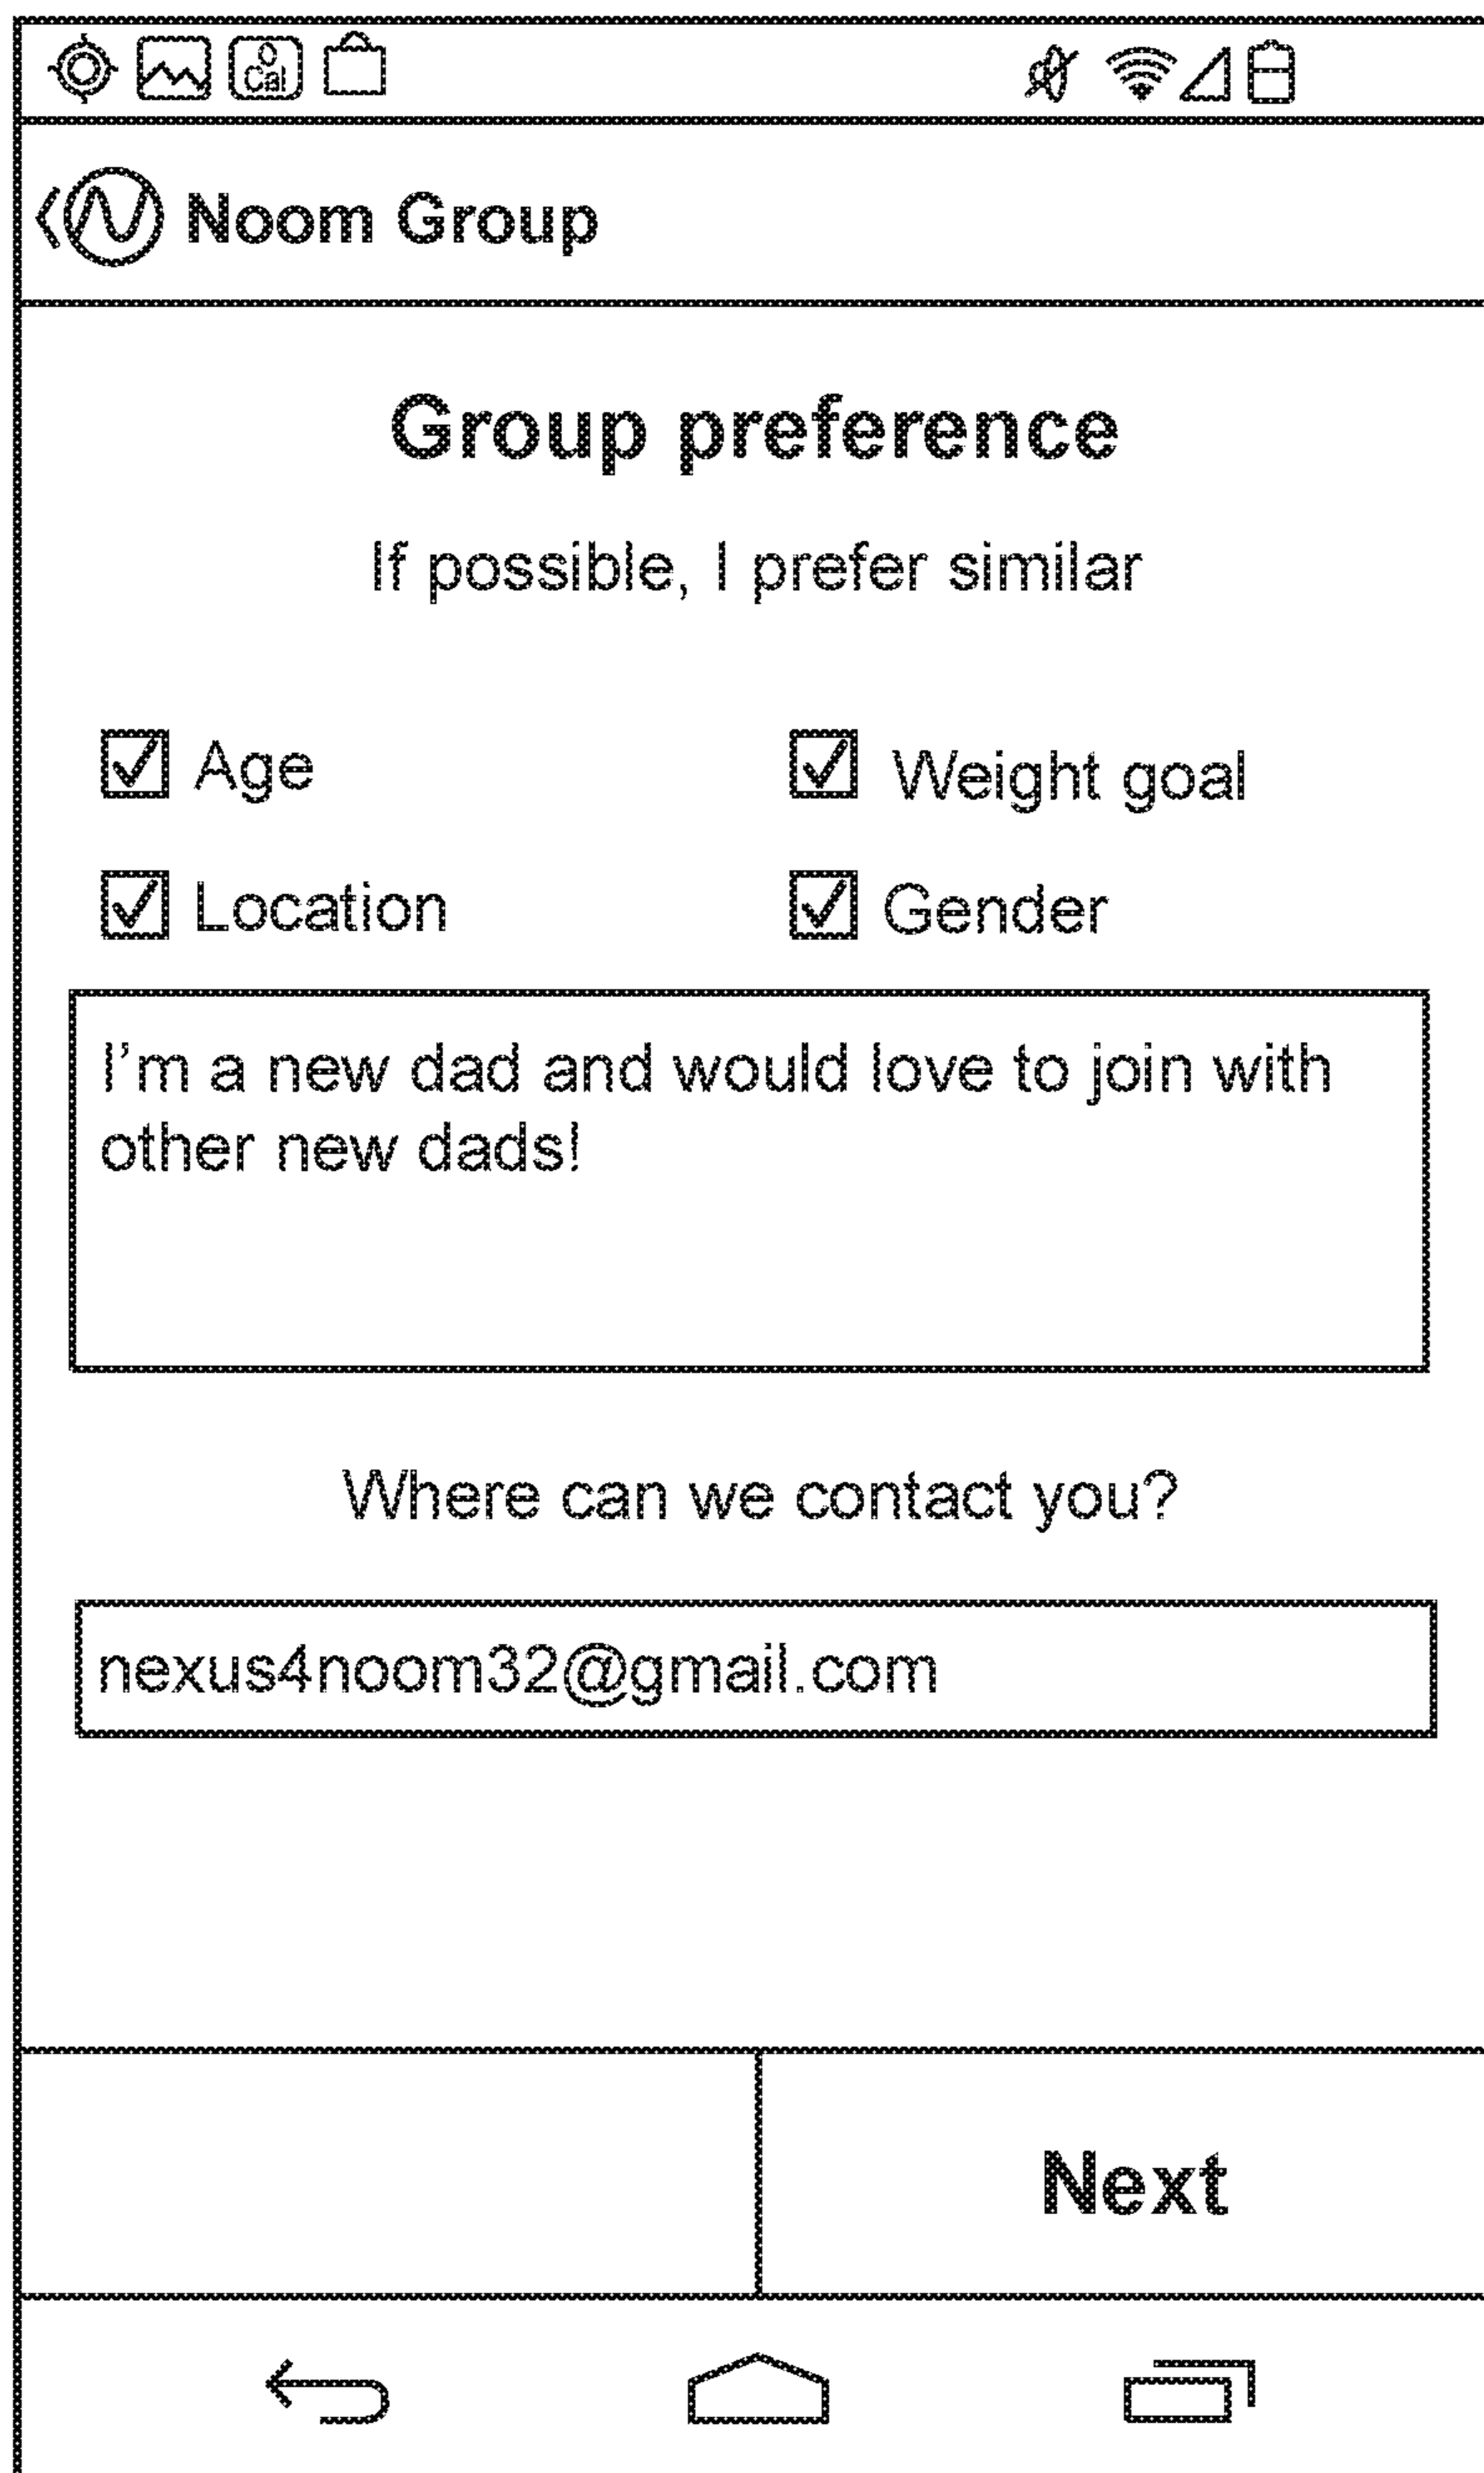 Cal
Noom Group
Group preference
If possible, I prefer similar
Age
Weight goal
Location
Gender
I'm a new dad and would love to join with
other new dads!
Where can we contact you?
nexus4noom32@gmail.com
Next